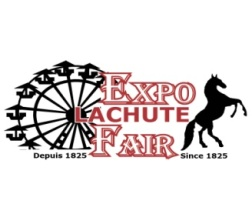 EXPO
LACHUTE
FAIR
Depuis 1825 Since 1825